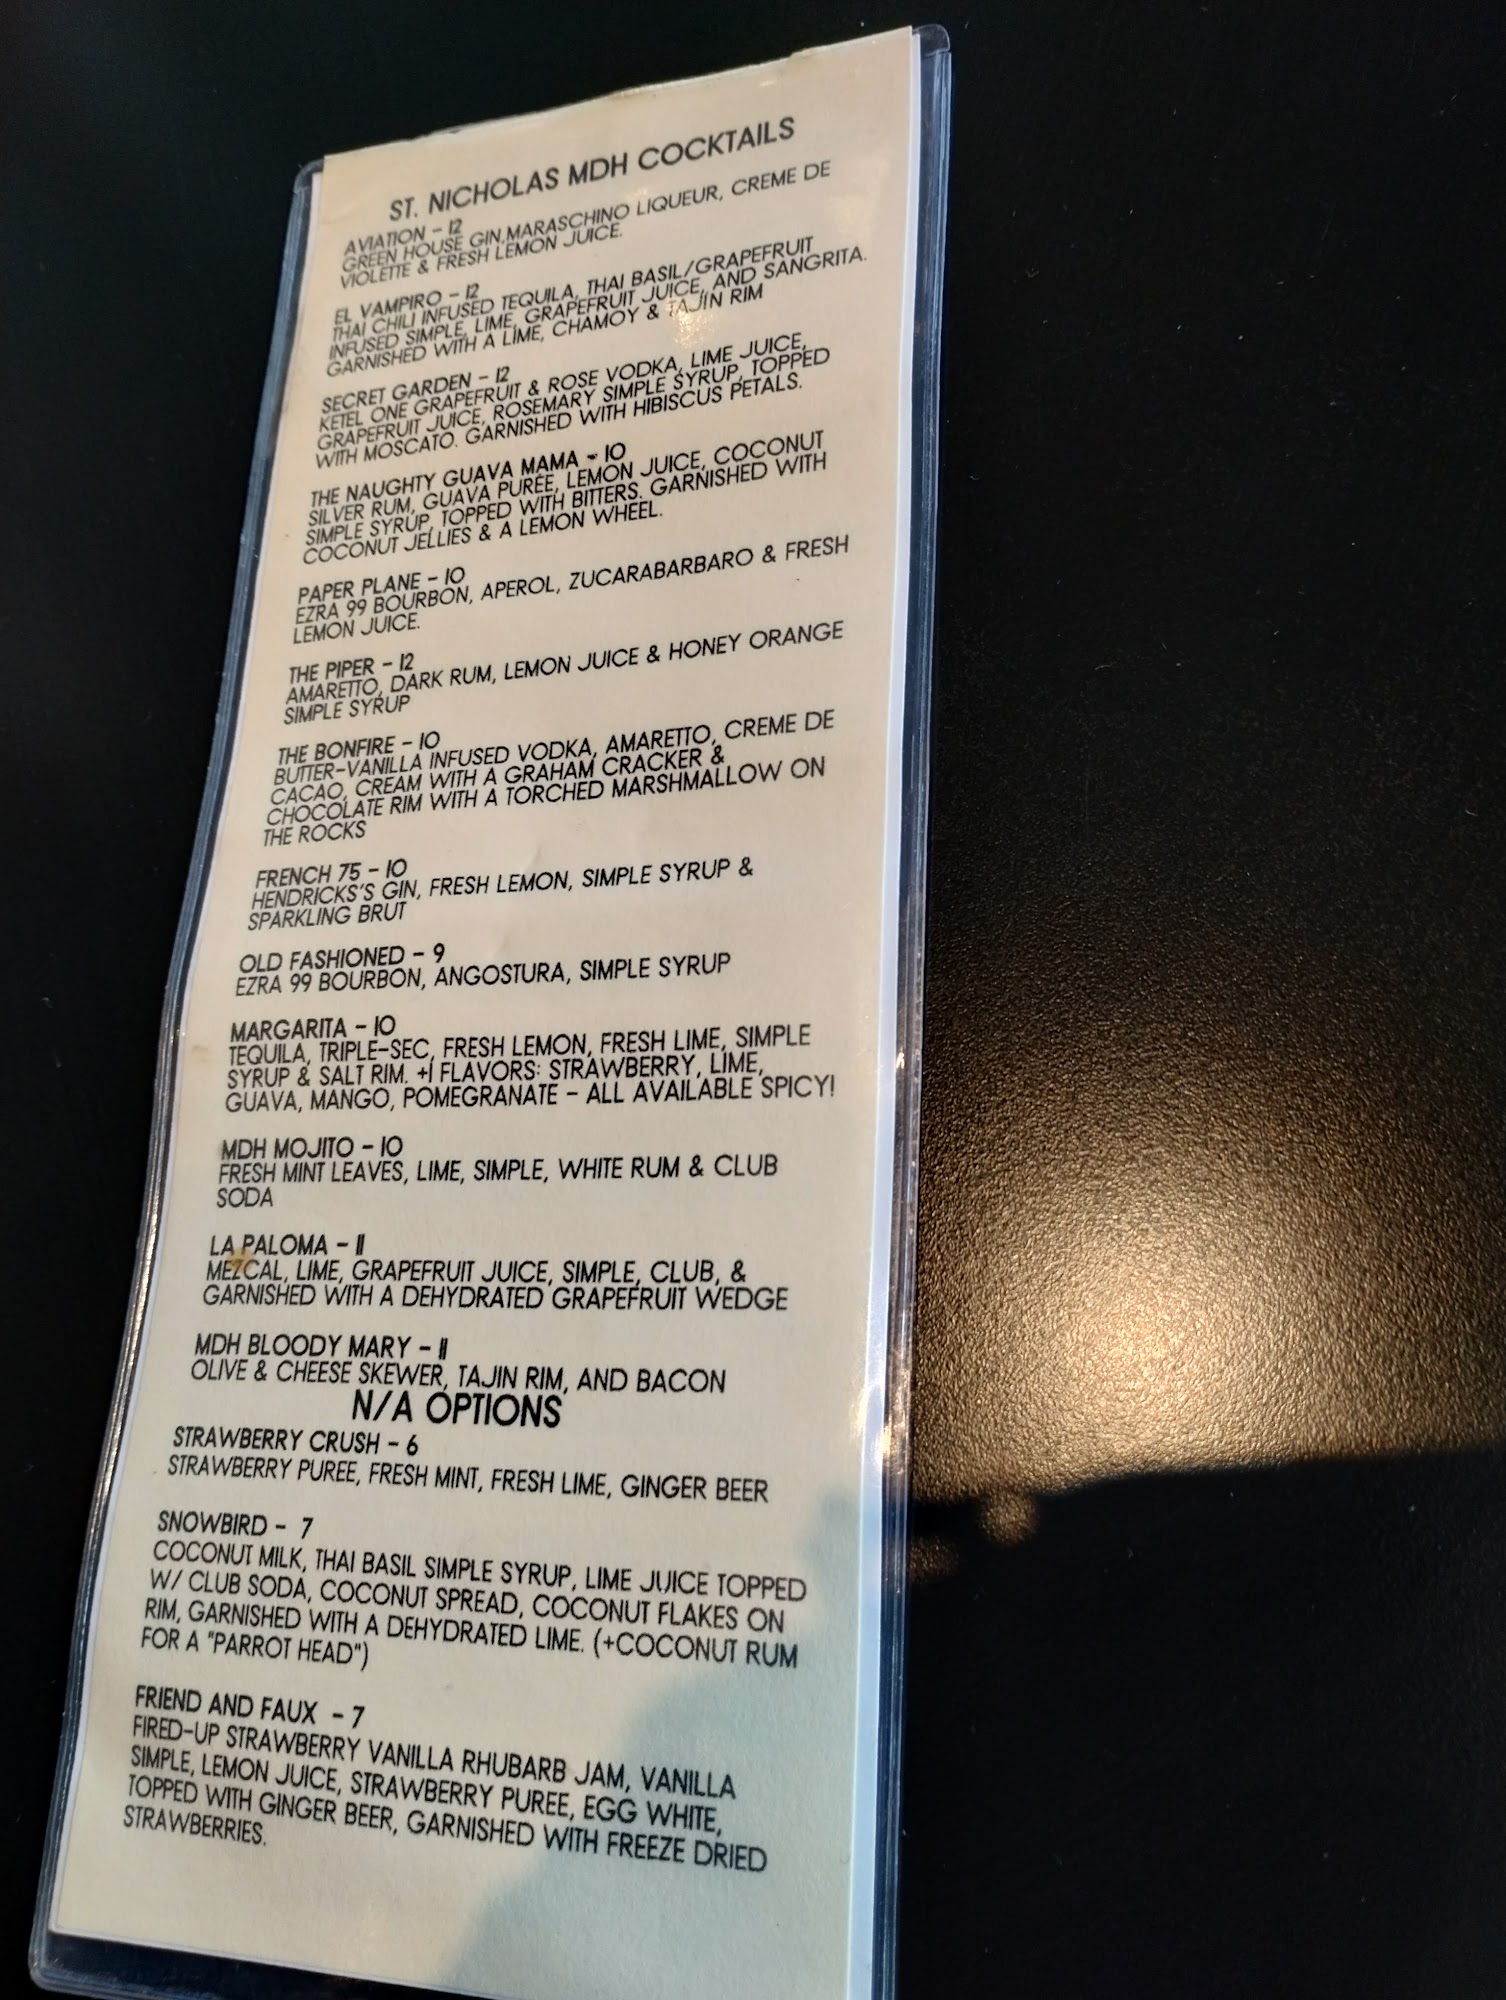 ST. NICHOLAS MDH COCKTAILS
AVIATION - 12
GREEN HOUSE GIN,MARASCHINO LIQUEUR, CREME DE
VIOLETTE & FRESH LEMON JUICE.
EL VAMPIRO - 12
THAI CHILI INFUSED TEQUILA, THAI BASIL/GRAPEFRUIT
INFUSED SIMPLE, LIME, GRAPEFRUIT JUICE, AND SANGRITA.
GARNISHED WITH A LIME, CHAMOY & TAJIN RIM
SECRET GARDEN - 12
KETEL ONE GRAPEFRUIT & ROSE VODKA, LIME JUICE,
GRAPEFRUIT JUICE, ROSEMARY SIMPLE SYRUP, TOPPED
WITH MOSCATO. GARNISHED WITH HIBISCUS PETALS.
THE NAUGHTY GUAVA MAMA - 10
SILVER RUM, GUAVA PURÉE, LEMON JUICE, COCONUT
SIMPLE SYRUP, TOPPED WITH BITTERS. GARNISHED WITH
COCONUT JELLIES & A LEMON WHEEL.
PAPER PLANE - 10
EZRA 99 BOURBON, APEROL, ZUCARABARBARO & FRESH
LEMON JUICE.
THE PIPER - 12
AMARETTO, DARK RUM, LEMON JUICE & HONEY ORANGE
SIMPLE SYRUP
THE BONFIRE - 10
BUTTER-VANILLA INFUSED VODKA, AMARETTO, CREME DE
CACAO, CREAM WITH A GRAHAM CRACKER &
CHOCOLATE RIM WITH A TORCHED MARSHMALLOW ON
THE ROCKS
FRENCH 75 - 10
HENDRICKS'S GIN, FRESH LEMON, SIMPLE SYRUP &
SPARKLING BRUT
OLD FASHIONED - 9
EZRA 99 BOURBON, ANGOSTURA, SIMPLE SYRUP
MARGARITA - 10
TEQUILA, TRIPLE-SEC, FRESH LEMON, FRESH LIME, SIMPLE
SYRUP & SALT RIM. +1 FLAVORS: STRAWBERRY, LIME,
GUAVA, MANGO, POMEGRANATE - ALL AVAILABLE SPICY!
MDH MOJITO - 10
FRESH MINT LEAVES, LIME, SIMPLE, WHITE RUM & CLUB
SODA
LA PALOMA - 11
MEZCAL, LIME, GRAPEFRUIT JUICE, SIMPLE, CLUB, &
GARNISHED WITH A DEHYDRATED GRAPEFRUIT WEDGE
MDH BLOODY MARY - 11
OLIVE & CHEESE SKEWER, TAJIN RIM, AND BACON
N/A OPTIONS
STRAWBERRY CRUSH - 6
STRAWBERRY PUREE, FRESH MINT, FRESH LIME, GINGER BEER
SNOWBIRD - 7
COCONUT MILK, THAI BASIL SIMPLE SYRUP, LIME JUICE TOPPED
W/ CLUB SODA, COCONUT SPREAD, COCONUT FLAKES ON
RIM, GARNISHED WITH A DEHYDRATED LIME. (+COCONUT RUM
FOR A "PARROT HEAD")
FRIEND AND FAUX - 7
FIRED-UP STRAWBERRY VANILLA RHUBARB JAM, VANILLA
SIMPLE, LEMON JUICE, STRAWBERRY PUREE, EGG WHITE,
TOPPED WITH GINGER BEER, GARNISHED WITH FREEZE DRIED
STRAWBERRIES.